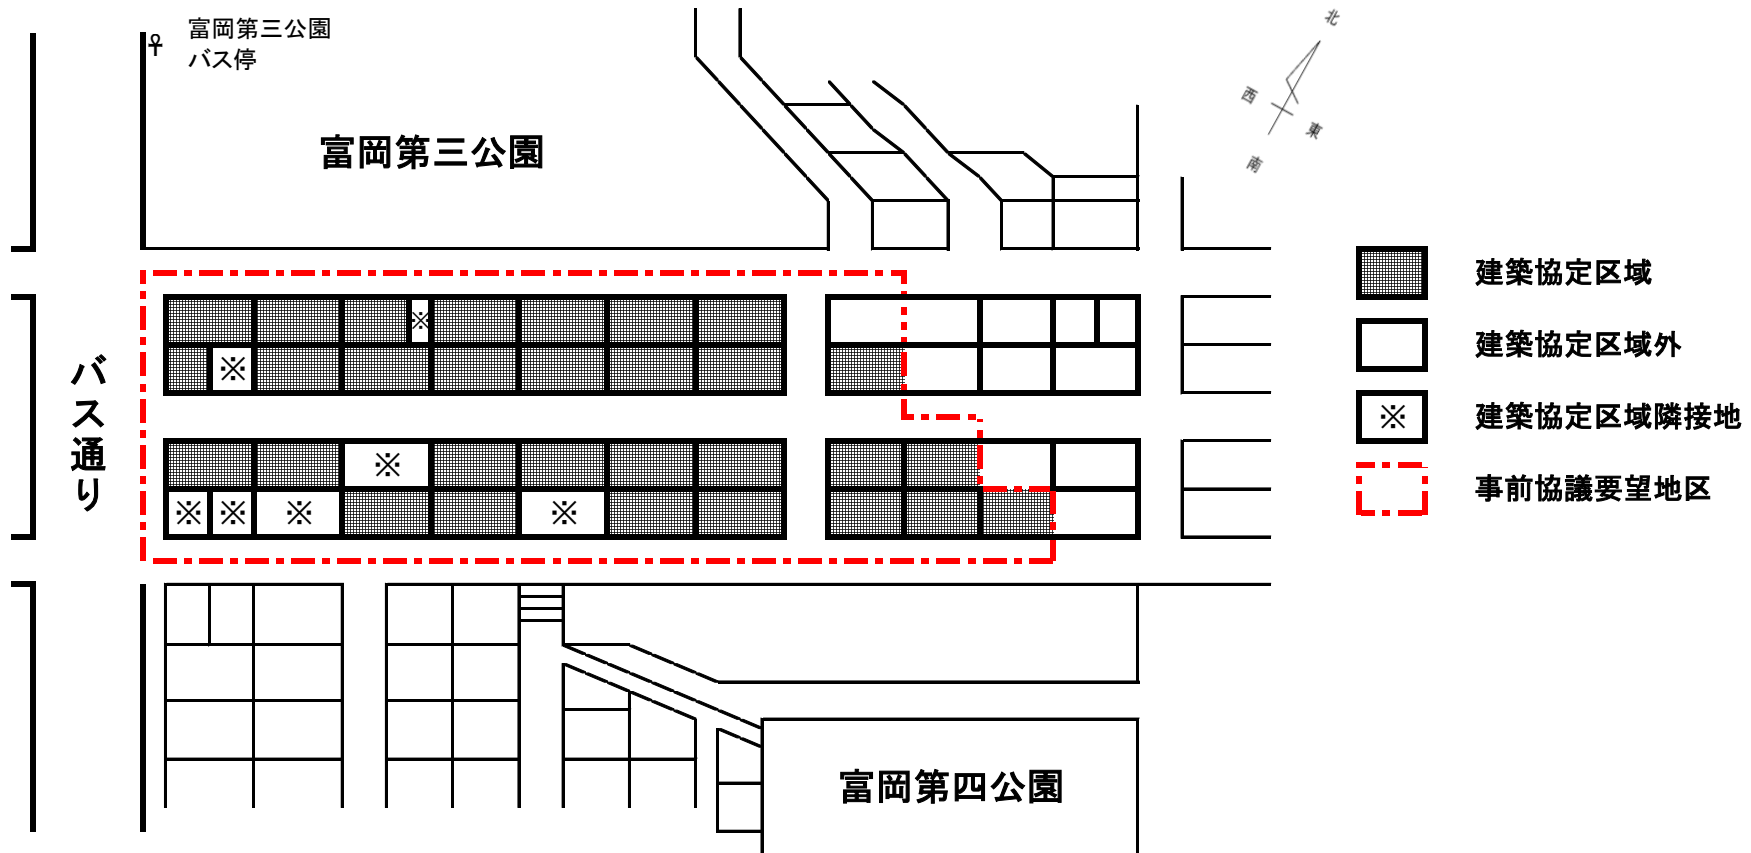 富岡第三公園
バス停
富岡第三公園
北
西
東
南
建築協定区域
建築協定区域外
※
※ 建築協定区域隣接地
※
バス通り
※
※
※
※
※
事前協議要望地区
富岡第四公園